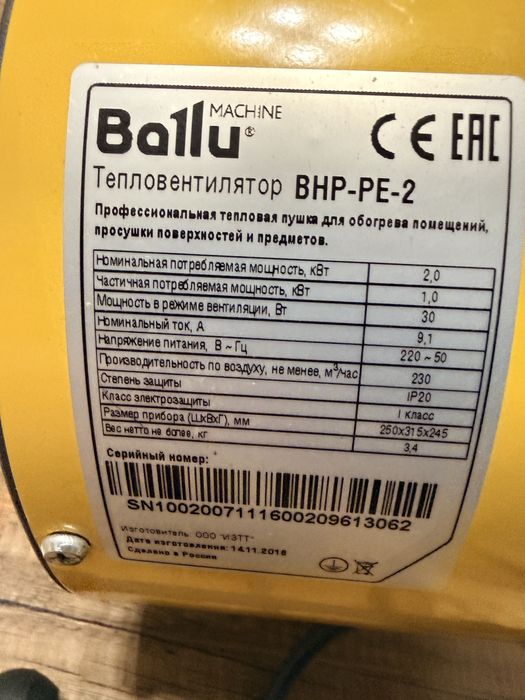 Ballu MACHINE ®
CE EAC
Тепловентилятор BHP-PE-2
Профессиональная тепловая пушка для обогрева помещений,
просушки поверхностей и предметов.
Номинальная потребляемая мощность, кВт 2,0
Частичная потребляемая мощность, кВт 1,0
Мощность в режиме вентиляции, Вт 30
Номинальный ток, А 9,1
Напряжение питания, В ~ Гц 220 ~ 50
Производительность по воздуху, не менее, м³/час 230
Степень защиты IP20
Класс электрозащиты I класс
Размер прибора (ШхВхГ), мм 250х315х245
Вес нетто не более, кг 3,4
Серийный номер:
SN1002007111600209613062
Изготовитель: ООО "ИЗТТ"
Дата изготовления: 14.11.2016
Сделано в России